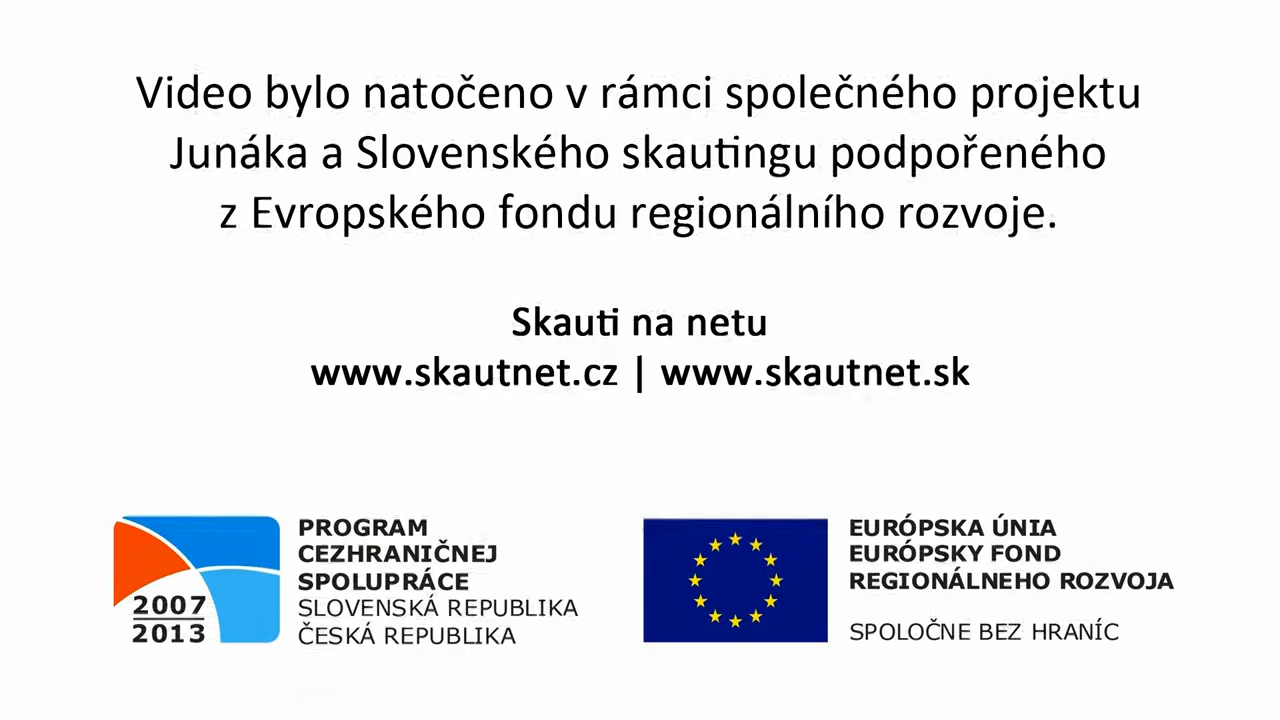 Video bylo natočeno v rámci společného projektu
Junáka a Slovenského skautingu podpořeného
z Evropského fondu regionálního rozvoje.
Skauti na netu
www.skautnet.cz | www.skautnet.sk
2007
2013
PROGRAM
CEZHRANIČNEJ
SPOLUPRÁCE
SLOVENSKÁ REPUBLIKA
ČESKÁ REPUBLIKA
EURÓPSKA ÚNIA
EURÓPSKY FOND
REGIONÁLNEHO ROZVOJA
SPOLOČNE BEZ HRANÍC